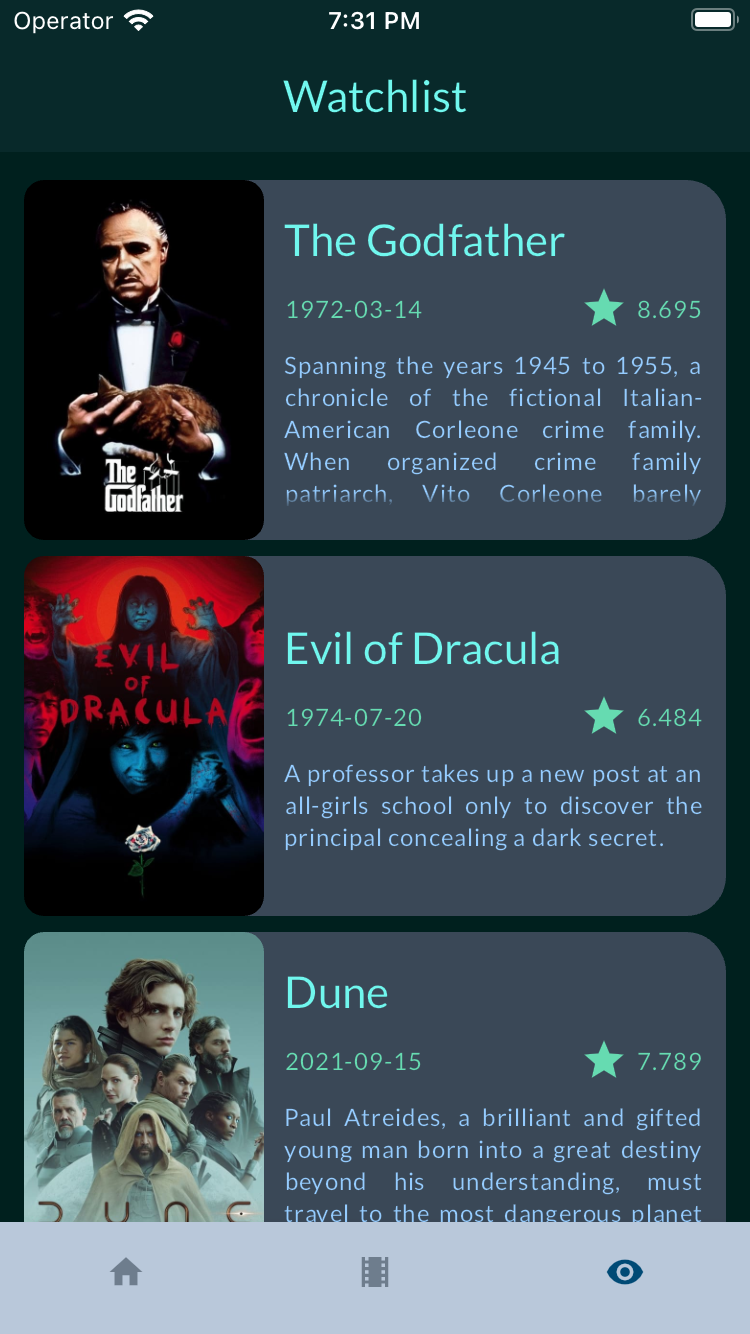 Operator
7:31 PM
Watchlist
The Godfather
The Godfather
1972-03-14
8.695
Spanning the years 1945 to 1955, a
chronicle of the fictional Italian-
American Corleone crime family.
When organized crime family
patriarch, Vito Corleone barely
EVIL
OF
DRACULA
Evil of Dracula
1974-07-20
6.484
A professor takes up a new post at an
all-girls school only to discover the
principal concealing a dark secret.
DUNE
Dune
2021-09-15
7.789
Paul Atreides, a brilliant and gifted
young man born into a great destiny
beyond his understanding, must
travel to the most dangerous planet